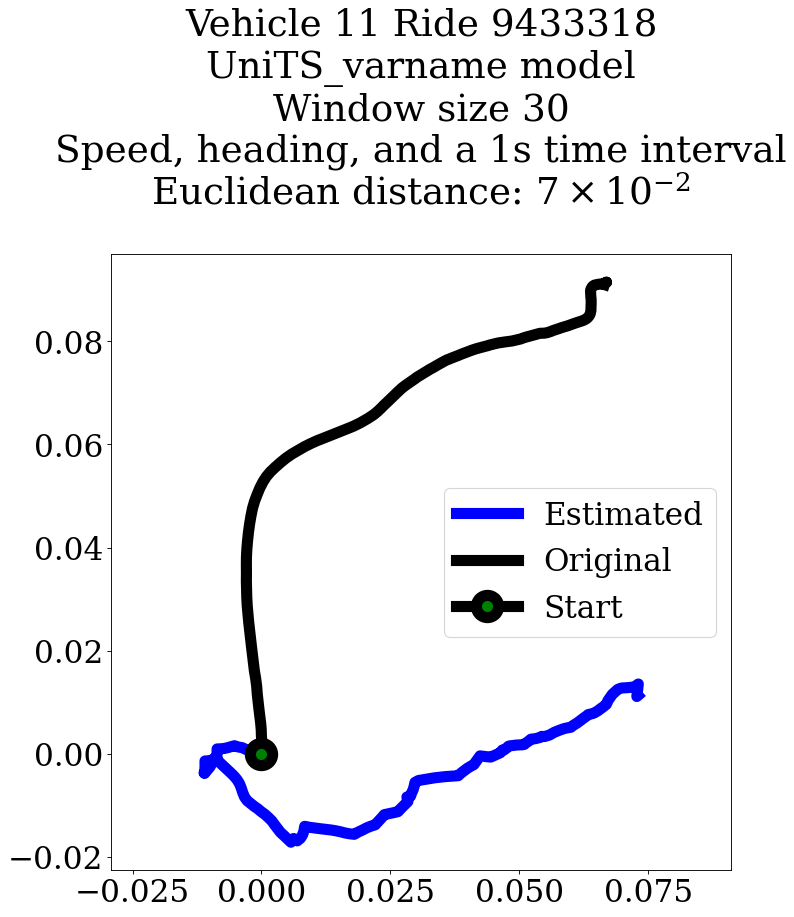 Vehicle 11 Ride 9433318
UniTS_varname model
Window size 30
Speed, heading, and a 1s time interval
Euclidean distance: 7 × 10⁻²
0.08
0.06
0.04
0.02
0.00
−0.02
Estimated
Original
Start
−0.025 0.000 0.025 0.050 0.075